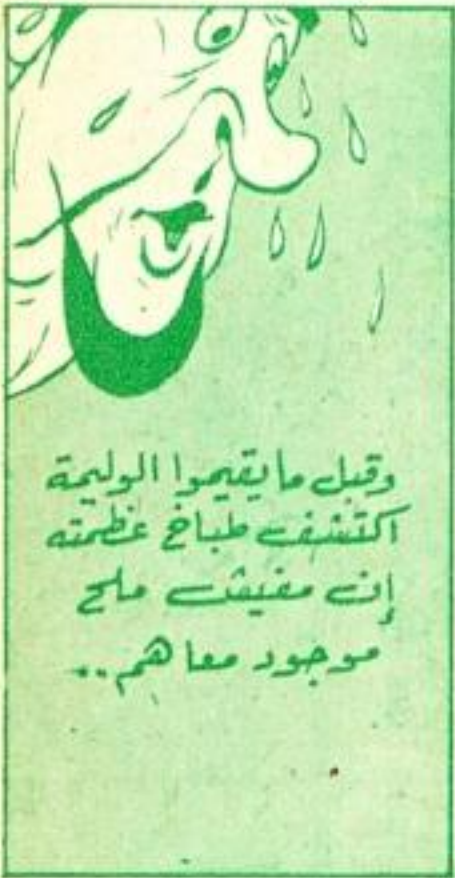 وقبل ما يقيموا الوليمة
اكتشف طباخ عظمته
إن مفيش ملح
موجود معاهم..